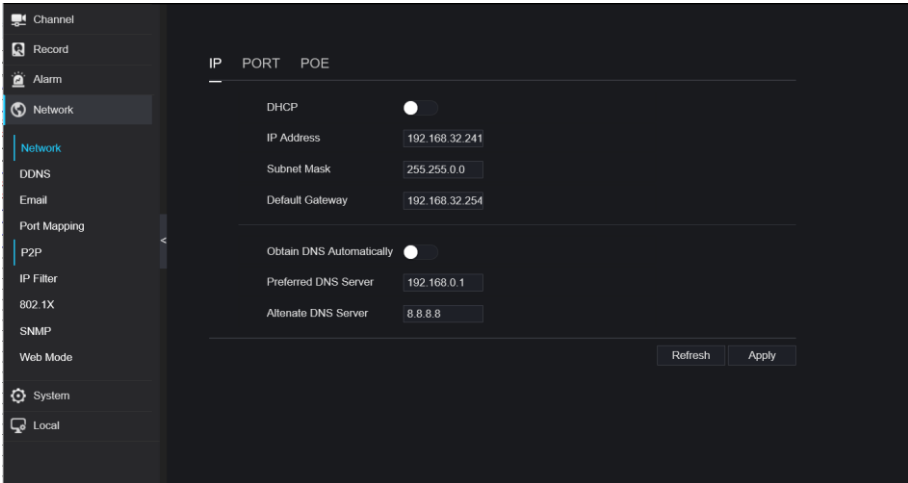 Channel
Record
Alarm
Network
Network
DDNS
Email
Port Mapping
P2P
IP Filter
802.1X
SNMP
Web Mode
System
Local
<
IP PORT POE
DHCP
IP Address 192.168.32.241
Subnet Mask 255.255.0.0
Default Gateway 192.168.32.254
Obtain DNS Automatically
Preferred DNS Server 192.168.0.1
Altenate DNS Server 8.8.8.8
Refresh Apply